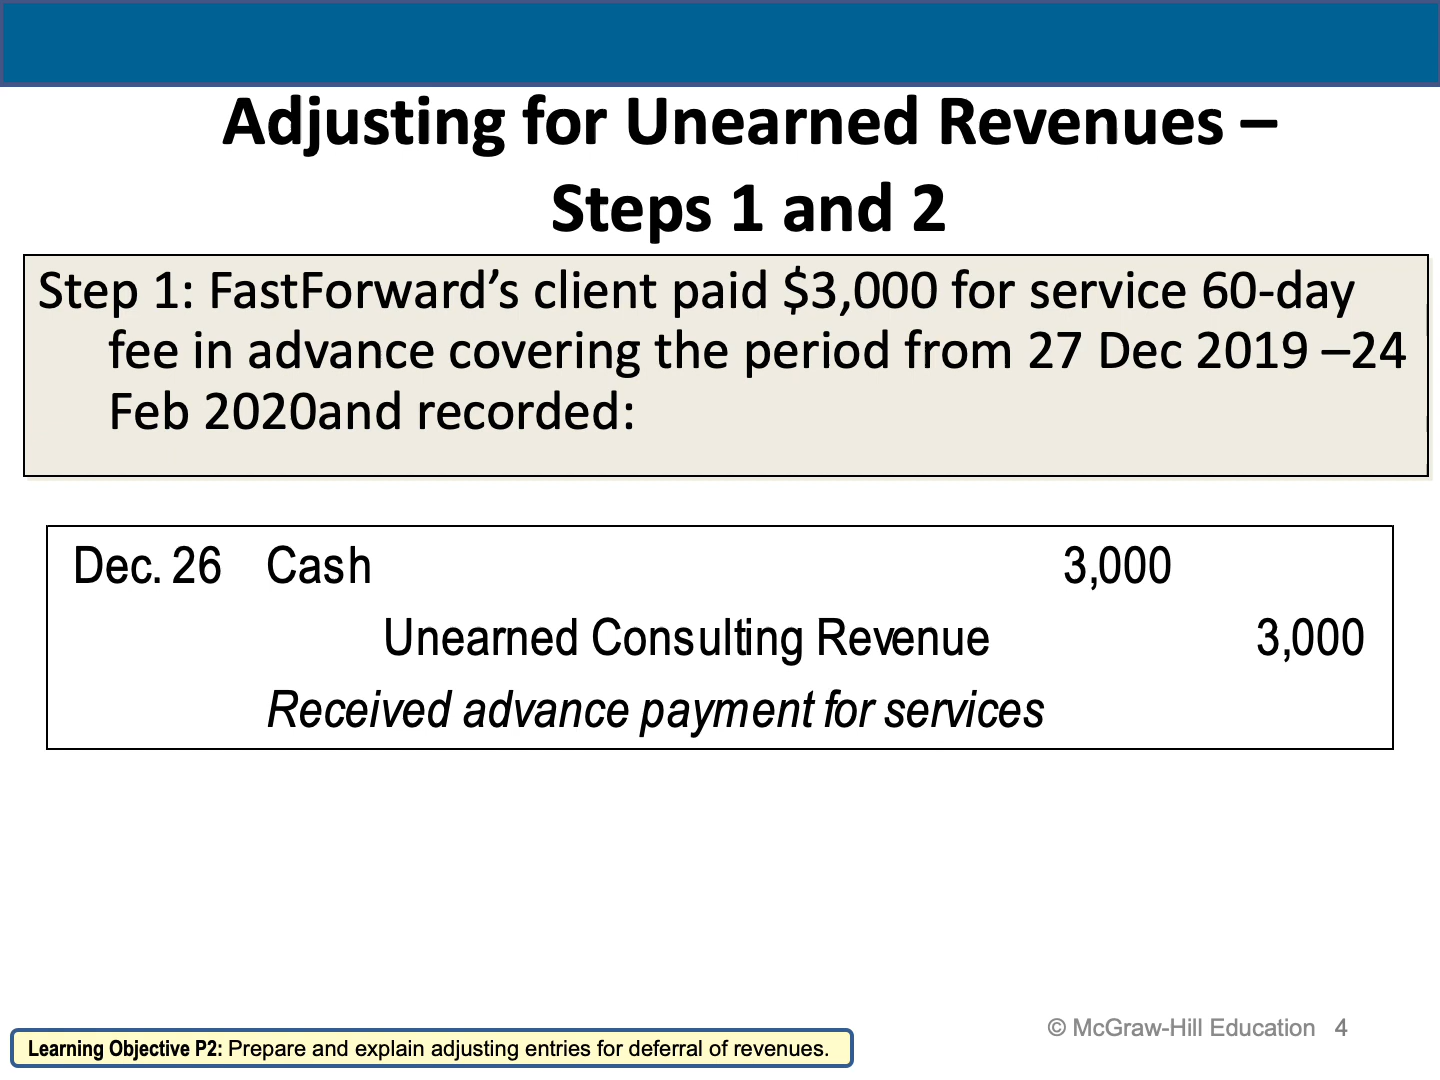 Adjusting for Unearned Revenues –
Steps 1 and 2
Step 1: FastForward’s client paid $3,000 for service 60-day
fee in advance covering the period from 27 Dec 2019 –24
Feb 2020and recorded:
Dec. 26 Cash 3,000
Unearned Consulting Revenue 3,000
Received advance payment for services
© McGraw-Hill Education 4
Learning Objective P2: Prepare and explain adjusting entries for deferral of revenues.